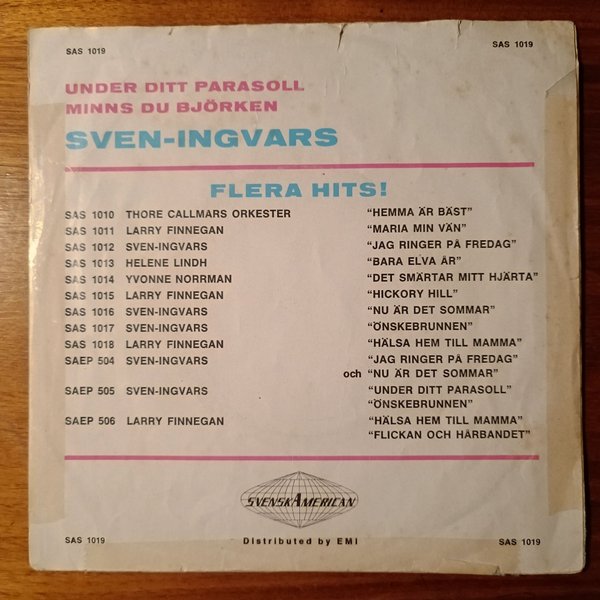 SAS 1019 SAS 1019
UNDER DITT PARASOLL
MINNS DU BJÖRKEN
SVEN-INGVARS
FLERA HITS!
SAS 1010 THORE CALLMARS ORKESTER "HEMMA ÄR BÄST"
SAS 1011 LARRY FINNEGAN "MARIA MIN VÄN"
SAS 1012 SVEN-INGVARS "JAG RINGER PÅ FREDAG"
SAS 1013 HELENE LINDH "BARA ELVA ÅR"
SAS 1014 YVONNE NORRMAN "DET SMÄRTAR MITT HJÄRTA"
SAS 1015 LARRY FINNEGAN "HICKORY HILL"
SAS 1016 SVEN-INGVARS "NU ÄR DET SOMMAR"
SAS 1017 SVEN-INGVARS "ÖNSKEBRUNNEN"
SAS 1018 LARRY FINNEGAN "HÄLSA HEM TILL MAMMA"
SAEP 504 SVEN-INGVARS "JAG RINGER PÅ FREDAG"
och "NU ÄR DET SOMMAR"
SAEP 505 SVEN-INGVARS "UNDER DITT PARASOLL"
"ÖNSKEBRUNNEN"
SAEP 506 LARRY FINNEGAN "HÄLSA HEM TILL MAMMA"
"FLICKAN OCH HÅRBANDET"
SVENSKAMERICAN
SAS 1019 Distributed by EMI SAS 1019